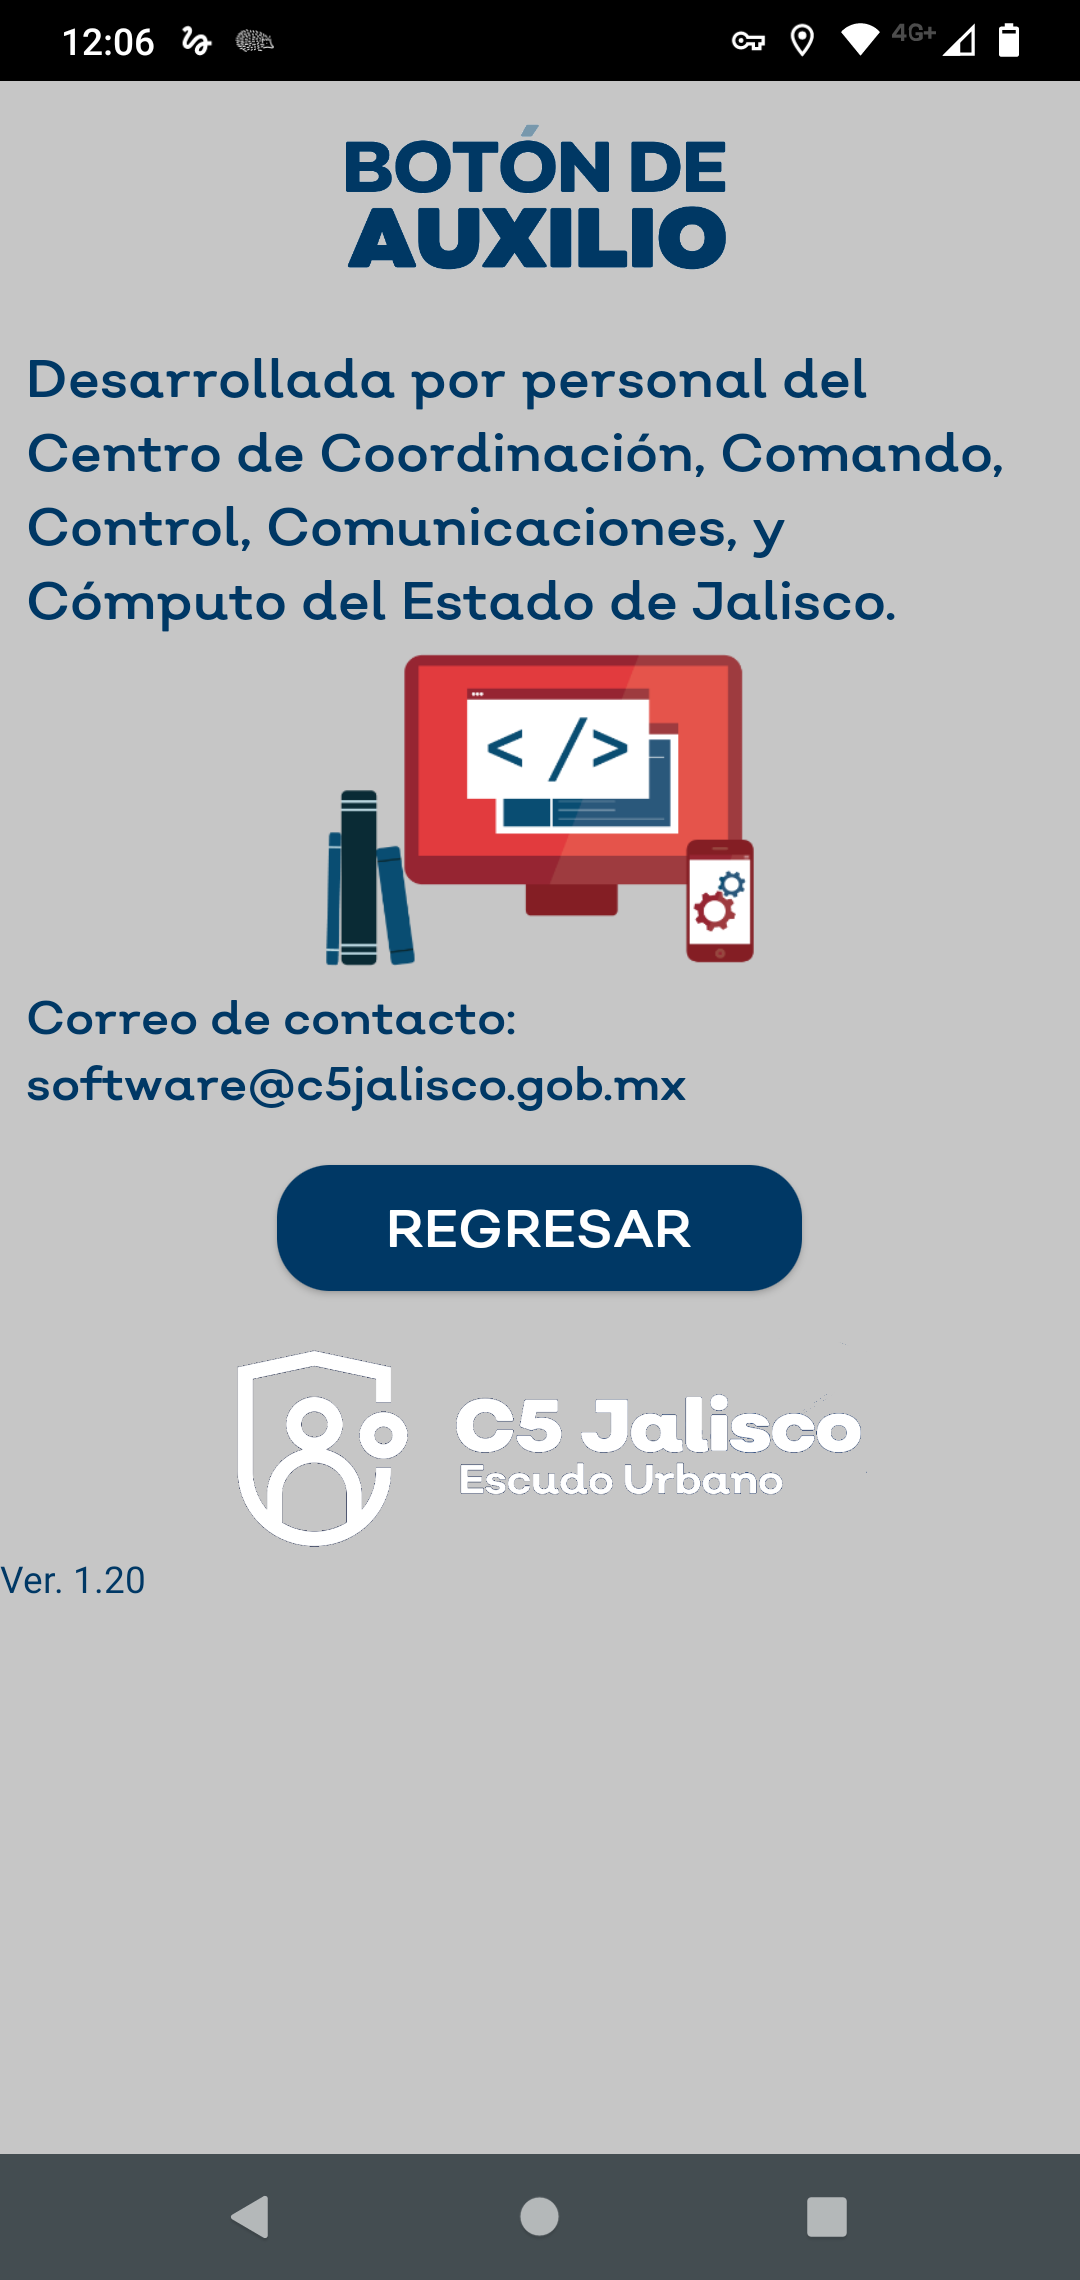 12:06
4G+
BOTÓN DE
AUXILIO
Desarrollada por personal del
Centro de Coordinación, Comando,
Control, Comunicaciones, y
Cómputo del Estado de Jalisco.
< />
Correo de contacto:
software@c5jalisco.gob.mx
REGRESAR
C5 Jalisco
Escudo Urbano
Ver. 1.20